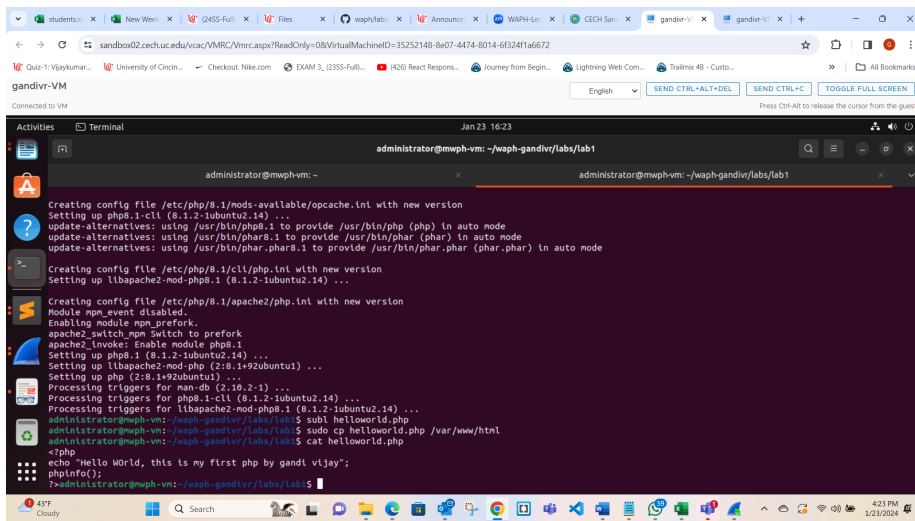 students.x
New Week
(24SS-Full)
Files
waph/labs
Announce
WAPH-Lec
CECH San
gandivr-V
gandivr-VM
sandbox02.cech.uc.edu/vcac/VMRC/Vmrc.aspx?ReadOnly=0&VirtualMachineID=35252148-8e07-4474-8014-6f324f1a6672
Quiz-1: Vijaykumar...
University of Cincin...
Checkout. Nike.com
EXAM 3_ (23SS-Full)...
(426) React Respons...
Journey from Begin...
Lightning Web Com...
Trailmix 4B - Custo...
»
All Bookmarks
gandivr-VM
English
SEND CTRL+ALT+DEL
SEND CTRL+C
TOGGLE FULL SCREEN
Connected to VM
Press Ctrl-Alt to release the cursor from the gues
Activities
Terminal
Jan 23 16:23
administrator@mwph-vm: ~/waph-gandivr/labs/lab1
administrator@mwph-vm: ~
administrator@mwph-vm: ~/waph-gandivr/labs/lab1
Creating config file /etc/php/8.1/mods-available/opcache.ini with new version
Setting up php8.1-cli (8.1.2-1ubuntu2.14) ...
update-alternatives: using /usr/bin/php8.1 to provide /usr/bin/php (php) in auto mode
update-alternatives: using /usr/bin/phar8.1 to provide /usr/bin/phar (phar) in auto mode
update-alternatives: using /usr/bin/phar.phar8.1 to provide /usr/bin/phar.phar (phar.phar) in auto mode
Creating config file /etc/php/8.1/cli/php.ini with new version
Setting up libapache2-mod-php8.1 (8.1.2-1ubuntu2.14) ...
Creating config file /etc/php/8.1/apache2/php.ini with new version
Module mpm_event disabled.
Enabling module mpm_prefork.
apache2_switch_mpm Switch to prefork
apache2_invoke: Enable module php8.1
Setting up php8.1 (8.1.2-1ubuntu2.14) ...
Setting up libapache2-mod-php (2:8.1+92ubuntu1) ...
Setting up php (2:8.1+92ubuntu1) ...
Processing triggers for man-db (2.10.2-1) ...
Processing triggers for php8.1-cli (8.1.2-1ubuntu2.14) ...
Processing triggers for libapache2-mod-php8.1 (8.1.2-1ubuntu2.14) ...
administrator@mwph-vm:~/waph-gandivr/labs/lab1$ subl helloworld.php
administrator@mwph-vm:~/waph-gandivr/labs/lab1$ sudo cp helloworld.php /var/www/html
administrator@mwph-vm:~/waph-gandivr/labs/lab1$ cat helloworld.php
<?php
echo "Hello WOrld, this is my first php by gandi vijay";
phpinfo();
?>administrator@mwph-vm:~/waph-gandivr/labs/lab1$
43°F
Cloudy
Search
59
4:23 PM
1/23/2024